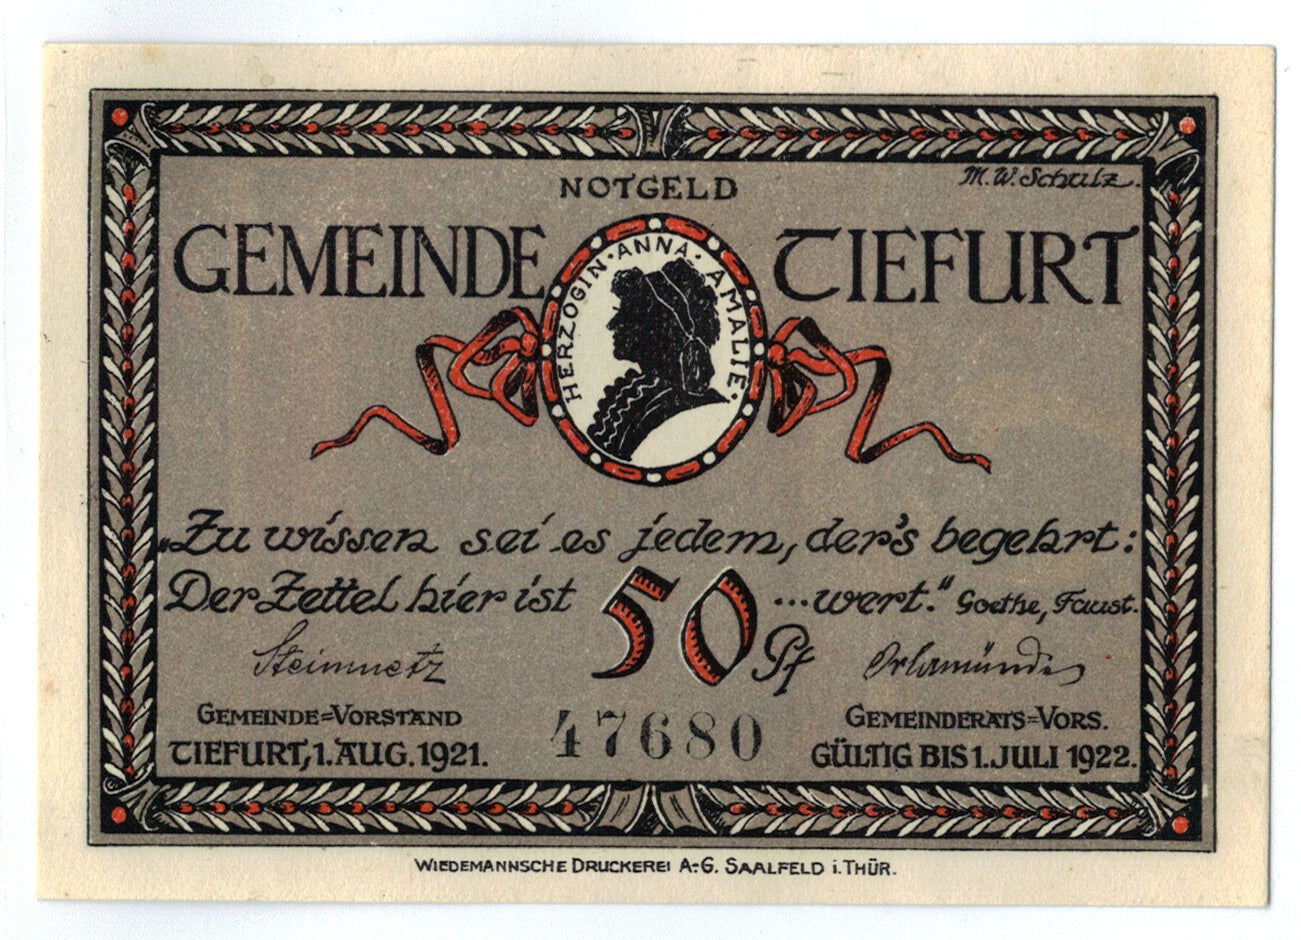 NOTGELD
M. W. Schulz.
GEMEINDE TIEFURT
HERZOGIN · ANNA · AMALIE ·
„Zu wissen sei es jedem, der's begehrt:
Der Zettel hier ist 50 Pf ... wert." Goethe, Faust.
Steinmetz Orlamünde
GEMEINDE=VORSTAND 47680 GEMEINDERATS=VORS.
TIEFURT, 1. AUG. 1921. GÜLTIG BIS 1. JULI 1922.
WIEDEMANNSCHE DRUCKEREI A.-G. SAALFELD i. THÜR.